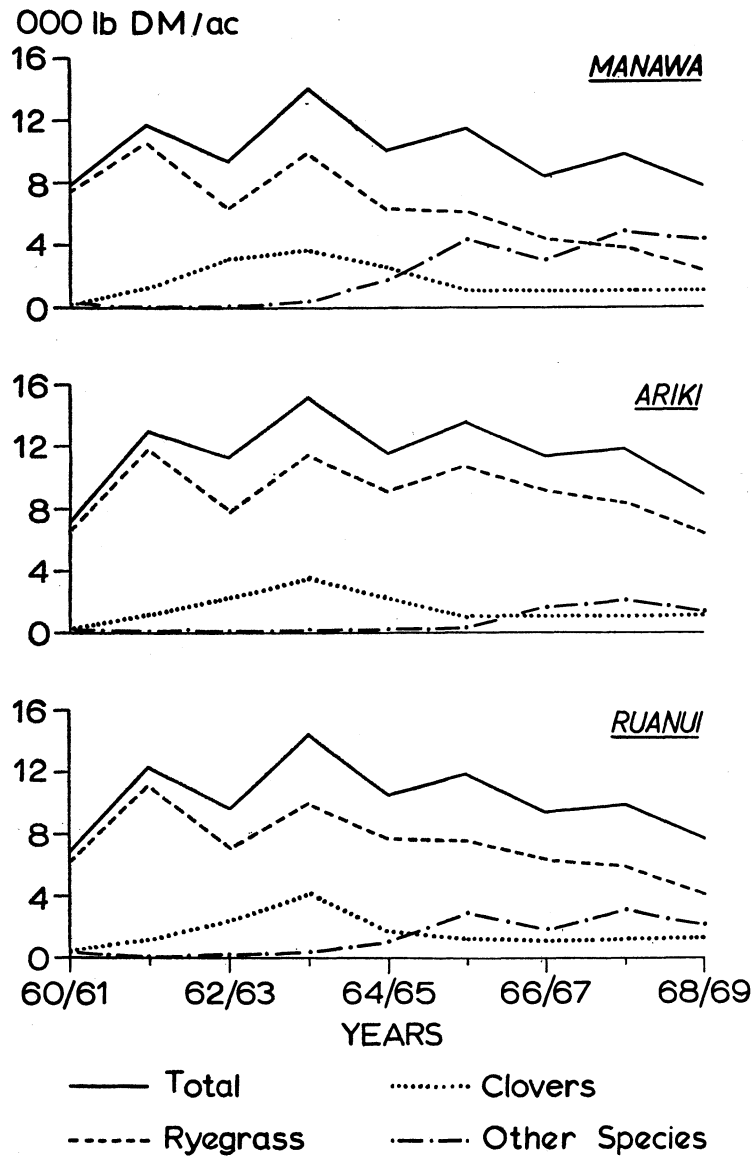 000 lb DM/ac
MANAWA
16
12
8
4
0
ARIKI
16
12
8
4
0
RUANUI
16
12
8
4
0
60/61 62/63 64/65 66/67 68/69
YEARS
Total Clovers
Ryegrass Other Species